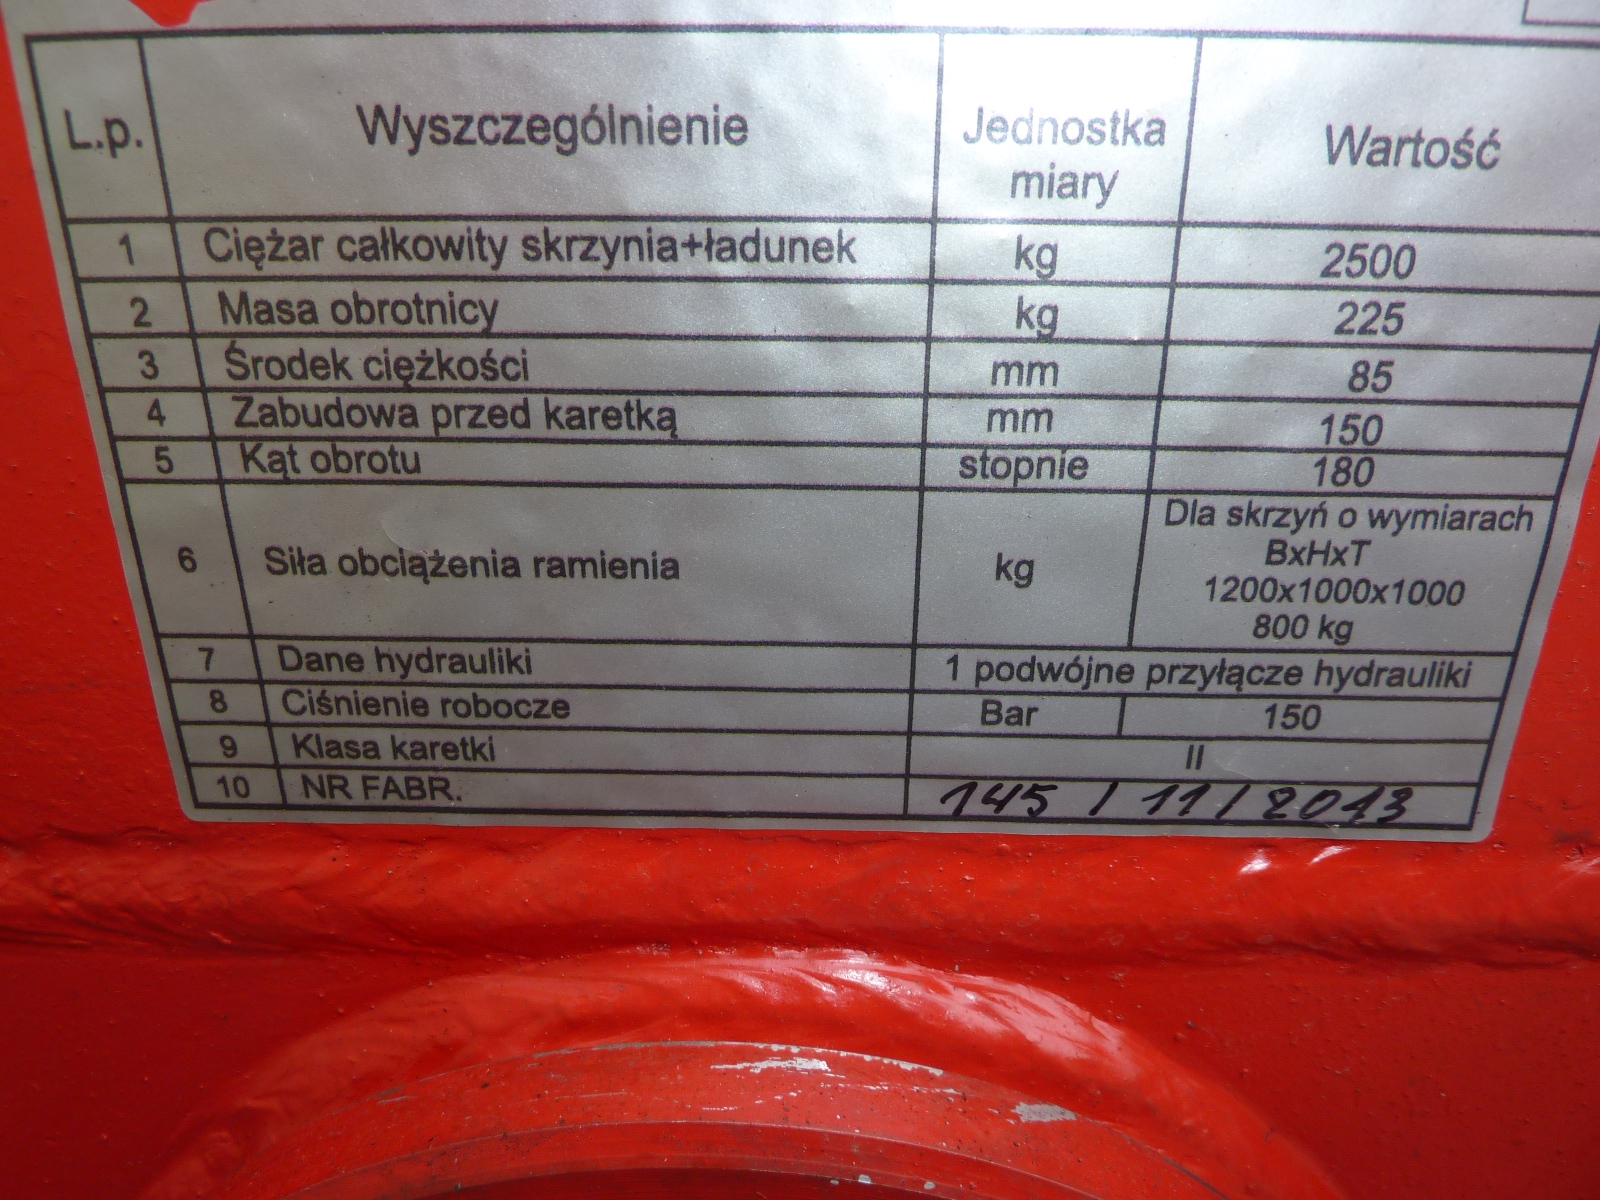 L.p. Wyszczególnienie Jednostka miary Wartość
1 Ciężar całkowity skrzynia+ładunek kg 2500
2 Masa obrotnicy kg 225
3 Środek ciężkości mm 85
4 Zabudowa przed karetką mm 150
5 Kąt obrotu stopnie 180
6 Siła obciążenia ramienia kg Dla skrzyń o wymiarach
BxHxT
1200x1000x1000
800 kg
7 Dane hydrauliki 1 podwójne przyłącze hydrauliki
8 Ciśnienie robocze Bar 150
9 Klasa karetki II
10 NR FABR. 145/11/2013